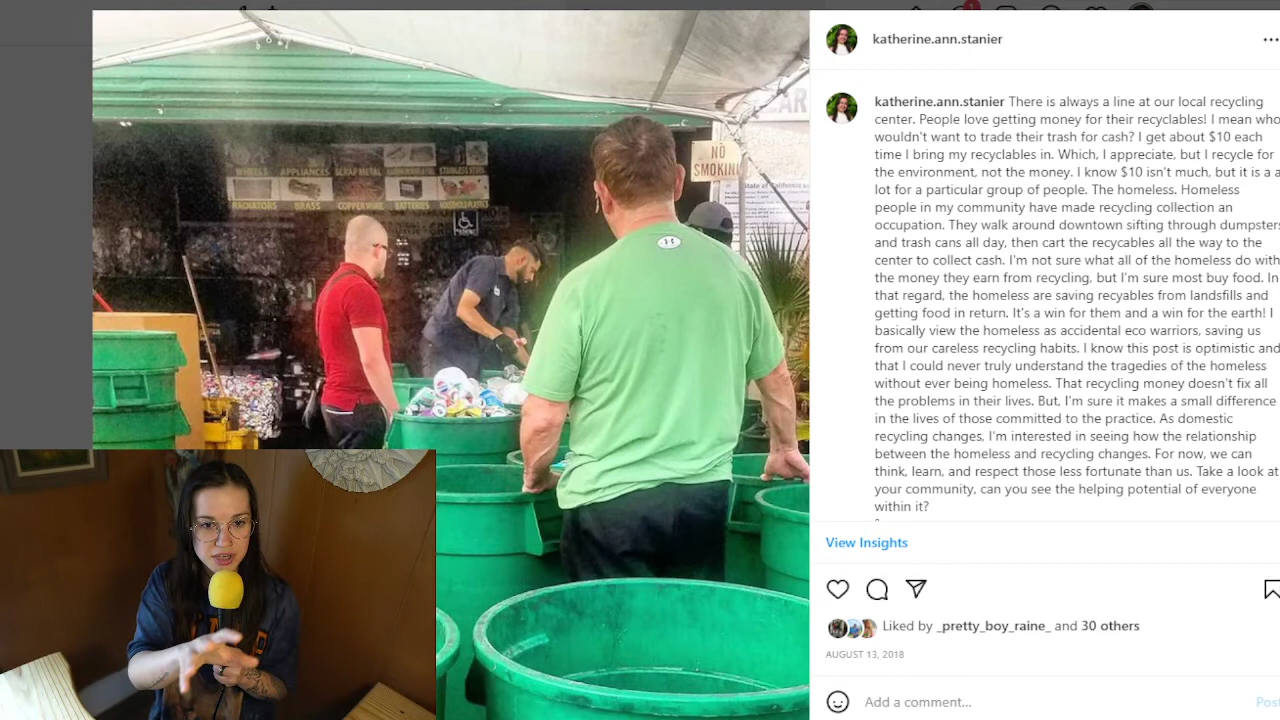 WHEELS APPLIANCES SCRAP METAL STAINLESS STEEL
RADIATORS BRASS COPPER WIRE BATTERIES HOUSEHOLD PLASTICS
NO
SMOKING
State of California
katherine.ann.stanier
katherine.ann.stanier There is always a line at our local recycling
center. People love getting money for their recyclables! I mean who
wouldn't want to trade their trash for cash? I get about $10 each
time I bring my recyclables in. Which, I appreciate, but I recycle for
the environment, not the money. I know $10 isn't much, but it is a a
lot for a particular group of people. The homeless. Homeless
people in my community have made recycling collection an
occupation. They walk around downtown sifting through dumpsters
and trash cans all day, then cart the recycables all the way to the
center to collect cash. I'm not sure what all of the homeless do with
the money they earn from recycling, but I'm sure most buy food. In
that regard, the homeless are saving recyables from landsfills and
getting food in return. It's a win for them and a win for the earth! I
basically view the homeless as accidental eco warriors, saving us
from our careless recycling habits. I know this post is optimistic and
that I could never truly understand the tragedies of the homeless
without ever being homeless. That recycling money doesn't fix all
the problems in their lives. But, I'm sure it makes a small difference
in the lives of those committed to the practice. As domestic
recycling changes, I'm interested in seeing how the relationship
between the homeless and recycling changes. For now, we can
think, learn, and respect those less fortunate than us. Take a look at
your community, can you see the helping potential of everyone
within it?
View Insights
Liked by _pretty_boy_raine_ and 30 others
AUGUST 13, 2018
Add a comment...
Post